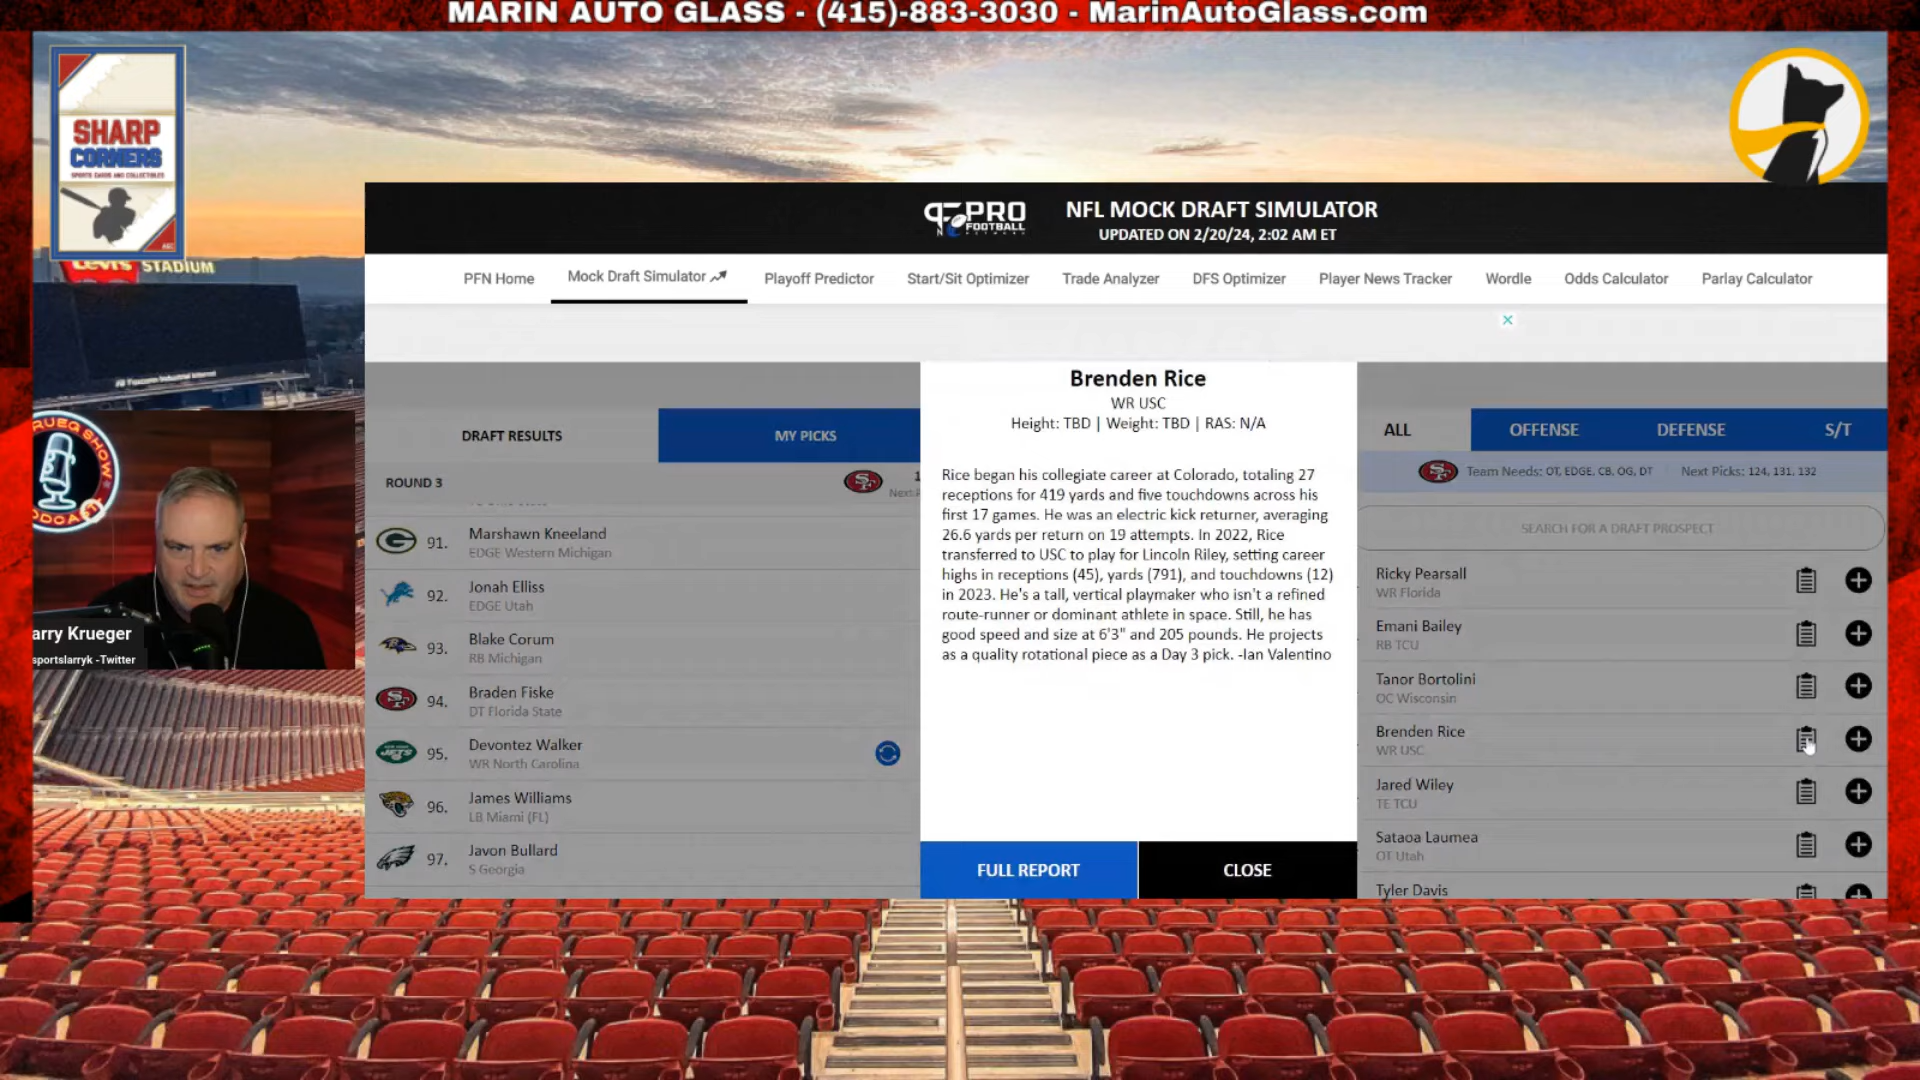 MARIN AUTO GLASS - (415)-883-3030 - MarinAutoGlass.com
SHARP
CORNERS
SPORTS CARDS AND COLLECTIBLES
Levi's STADIUM
PRO
FOOTBALL
NETWORK
NFL MOCK DRAFT SIMULATOR
UPDATED ON 2/20/24, 2:02 AM ET
PFN Home
Mock Draft Simulator
Playoff Predictor
Start/Sit Optimizer
Trade Analyzer
DFS Optimizer
Player News Tracker
Wordle
Odds Calculator
Parlay Calculator
DRAFT RESULTS
MY PICKS
ROUND 3
SF
1
Next P
91.
Marshawn Kneeland
EDGE Western Michigan
92.
Jonah Elliss
EDGE Utah
93.
Blake Corum
RB Michigan
94.
Braden Fiske
DT Florida State
95.
Devontez Walker
WR North Carolina
96.
James Williams
LB Miami (FL)
97.
Javon Bullard
S Georgia
Brenden Rice
WR USC
Height: TBD | Weight: TBD | RAS: N/A
Rice began his collegiate career at Colorado, totaling 27
receptions for 419 yards and five touchdowns across his
first 17 games. He was an electric kick returner, averaging
26.6 yards per return on 19 attempts. In 2022, Rice
transferred to USC to play for Lincoln Riley, setting career
highs in receptions (45), yards (791), and touchdowns (12)
in 2023. He's a tall, vertical playmaker who isn't a refined
route-runner or dominant athlete in space. Still, he has
good speed and size at 6'3" and 205 pounds. He projects
as a quality rotational piece as a Day 3 pick. -Ian Valentino
FULL REPORT
CLOSE
ALL
OFFENSE
DEFENSE
S/T
SF
Team Needs: OT, EDGE, CB, OG, DT
Next Picks: 124, 131, 132
SEARCH FOR A DRAFT PROSPECT
Ricky Pearsall
WR Florida
Emani Bailey
RB TCU
Tanor Bortolini
OC Wisconsin
Brenden Rice
WR USC
Jared Wiley
TE TCU
Sataoa Laumea
OT Utah
Tyler Davis
RUEG SHOW
PODCAST
arry Krueger
sportslarryk -Twitter